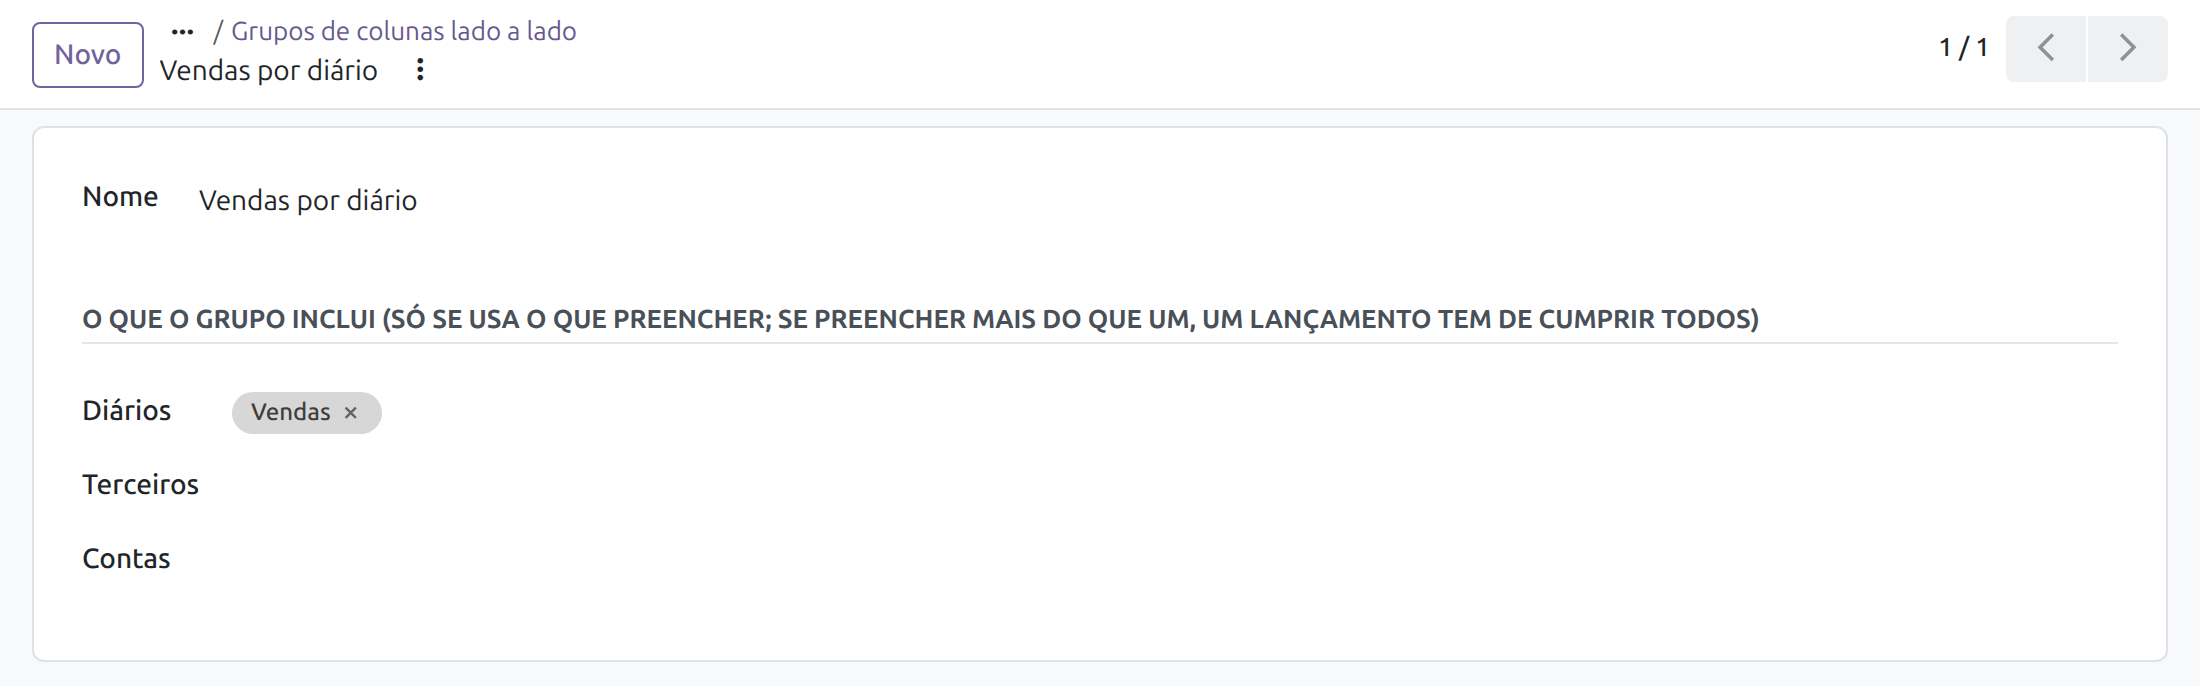 Novo
... / Grupos de colunas lado a lado
Vendas por diário
1 / 1
Nome
Vendas por diário
O QUE O GRUPO INCLUI (SÓ SE USA O QUE PREENCHER; SE PREENCHER MAIS DO QUE UM, UM LANÇAMENTO TEM DE CUMPRIR TODOS)
Diários
Vendas ×
Terceiros
Contas